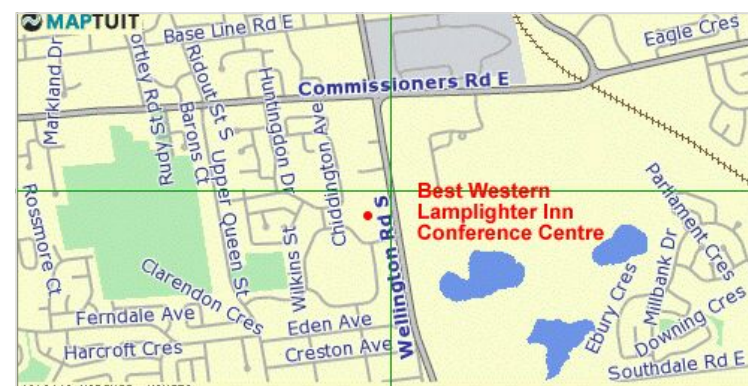 MAPTUIT
Base Line Rd E
Eagle Cres
Markland Dr
ortley Rd
Ridout St S
Huntingdon Dr
Commissioners Rd E
Rudy St
Barons Ct
Upper Queen St
Chiddington Ave
Rossmore Ct
Wilkins St
Wellington Rd S
Best Western
Lamplighter Inn
Conference Centre
Parliament Cres
Millbank Dr
Ebury Cres
Downing Cres
Clarendon Cres
Ferndale Ave
Eden Ave
Harcroft Cres
Creston Ave
Southdale Rd E